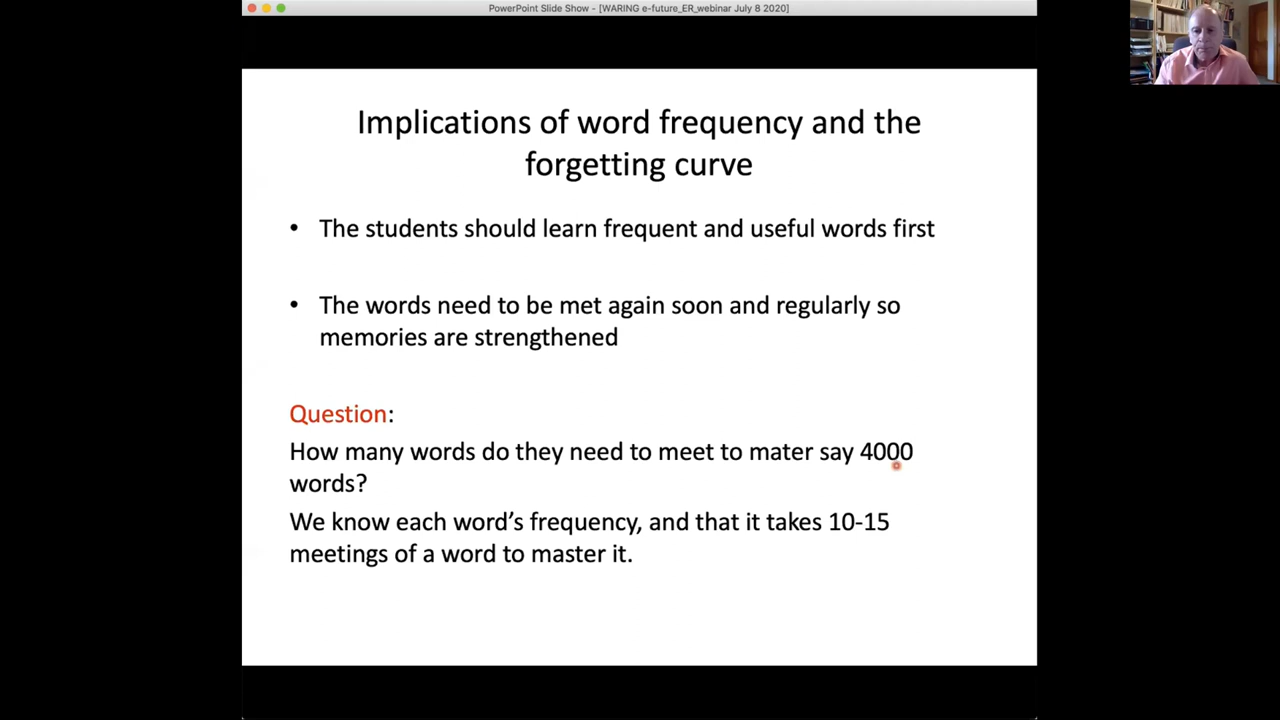 PowerPoint Slide Show - [WARING e-future_ER_webinar July 8 2020]
Implications of word frequency and the
forgetting curve
• The students should learn frequent and useful words first
• The words need to be met again soon and regularly so
memories are strengthened
Question:
How many words do they need to meet to mater say 4000
words?
We know each word’s frequency, and that it takes 10-15
meetings of a word to master it.